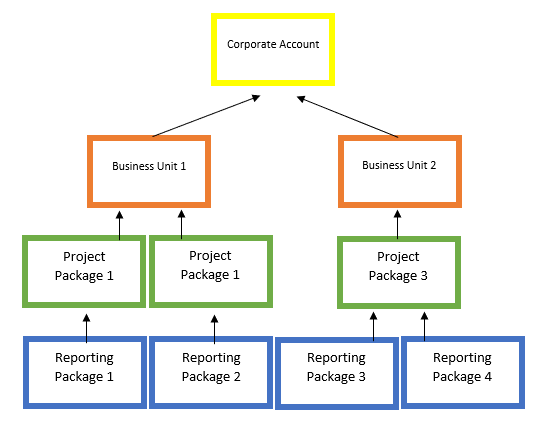 Corporate Account
Business Unit 1
Business Unit 2
Project
Package 1
Project
Package 1
Project
Package 3
Reporting
Package 1
Reporting
Package 2
Reporting
Package 3
Reporting
Package 4